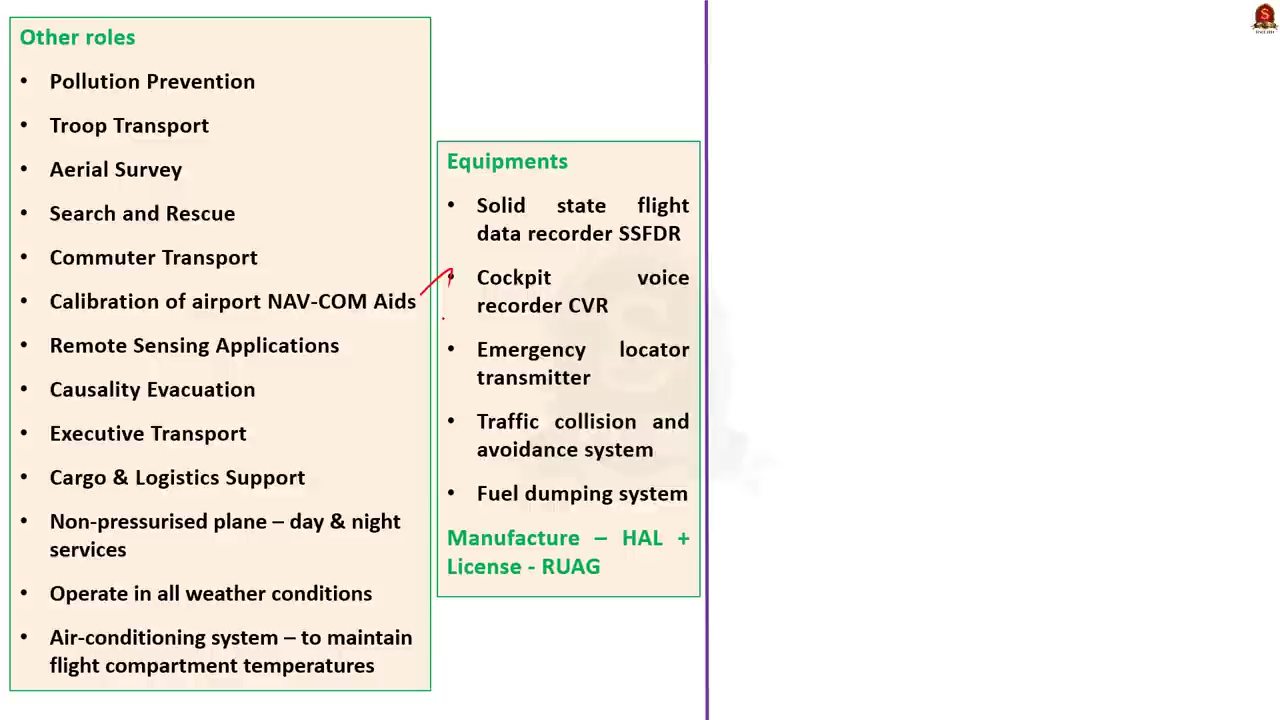 Other roles
• Pollution Prevention
• Troop Transport
• Aerial Survey
• Search and Rescue
• Commuter Transport
• Calibration of airport NAV-COM Aids
• Remote Sensing Applications
• Causality Evacuation
• Executive Transport
• Cargo & Logistics Support
• Non-pressurised plane – day & night
services
• Operate in all weather conditions
• Air-conditioning system – to maintain
flight compartment temperatures
Equipments
• Solid state flight
data recorder SSFDR
• Cockpit voice
recorder CVR
• Emergency locator
transmitter
• Traffic collision and
avoidance system
• Fuel dumping system
Manufacture – HAL +
License - RUAG